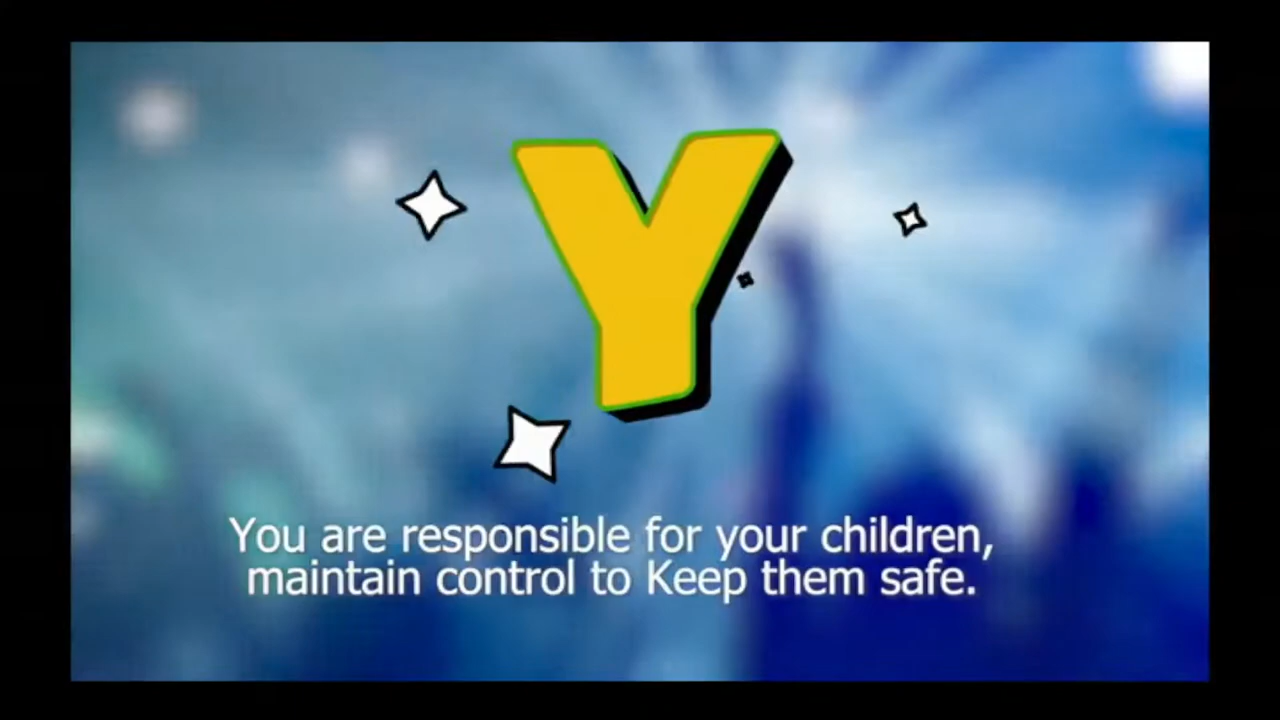 Y
You are responsible for your children,
maintain control to Keep them safe.